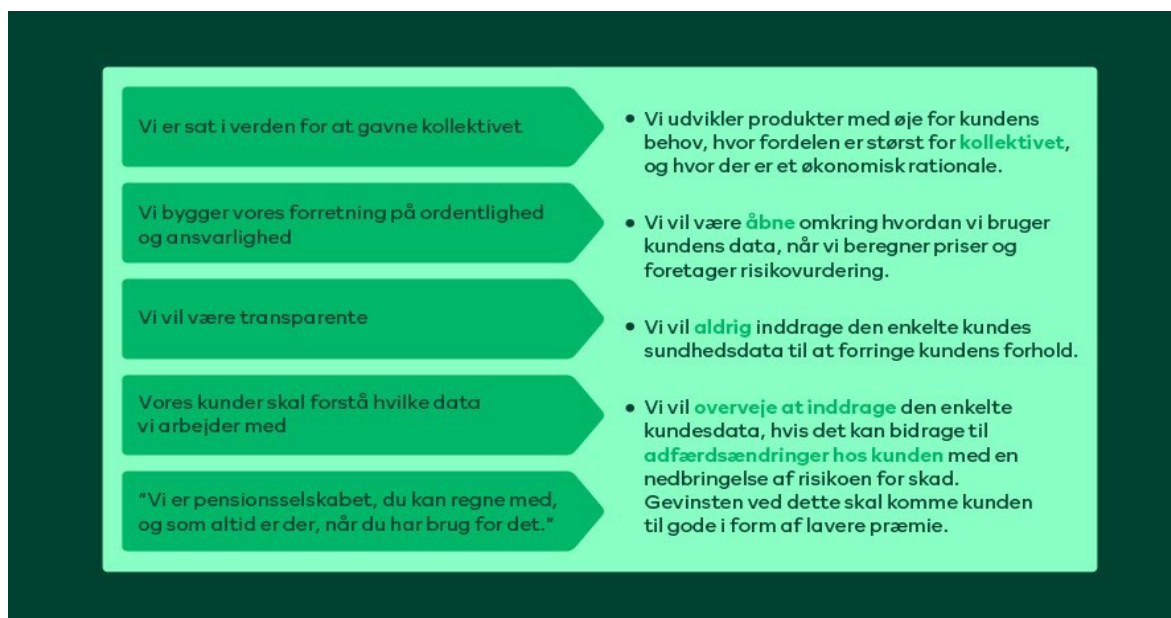 Vi er sat i verden for at gavne kollektivet
Vi bygger vores forretning på ordentlighed
og ansvarlighed
Vi vil være transparente
Vores kunder skal forstå hvilke data
vi arbejder med
"Vi er pensionsselskabet, du kan regne med,
og som altid er der, når du har brug for det."
• Vi udvikler produkter med øje for kundens
behov, hvor fordelen er størst for kollektivet,
og hvor der er et økonomisk rationale.
• Vi vil være åbne omkring hvordan vi bruger
kundens data, når vi beregner priser og
foretager risikovurdering.
• Vi vil aldrig inddrage den enkelte kundes
sundhedsdata til at forringe kundens forhold.
• Vi vil overveje at inddrage den enkelte
kundesdata, hvis det kan bidrage til
adfærdsændringer hos kunden med en
nedbringelse af risikoen for skad.
Gevinsten ved dette skal komme kunden
til gode i form af lavere præmie.